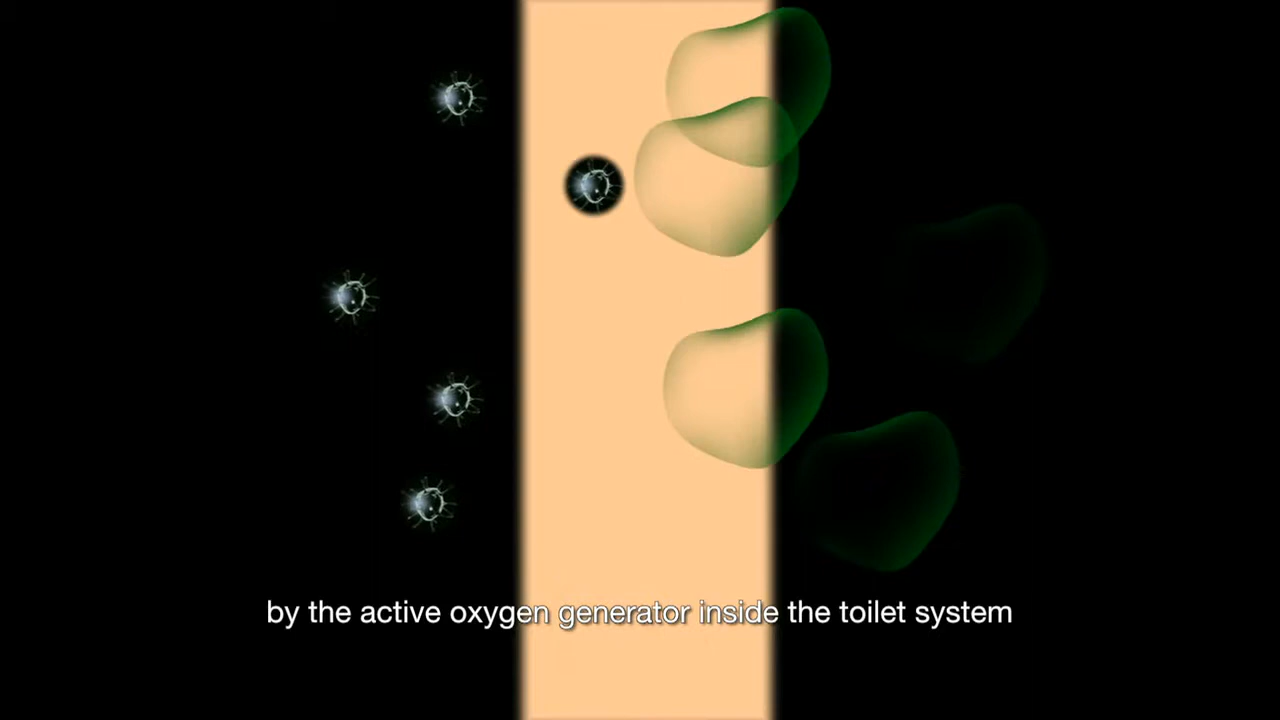 by the active oxygen generator inside the toilet system